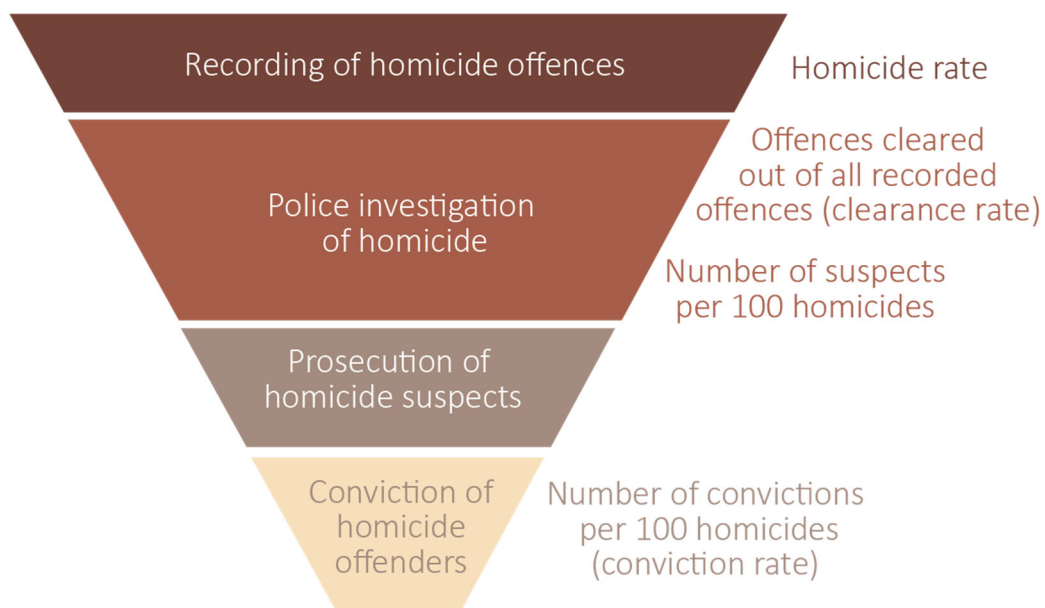 Recording of homicide offences
Homicide rate
Offences cleared
out of all recorded
offences (clearance rate)
Police investigation
of homicide
Number of suspects
per 100 homicides
Prosecution of
homicide suspects
Conviction of
homicide
offenders
Number of convictions
per 100 homicides
(conviction rate)